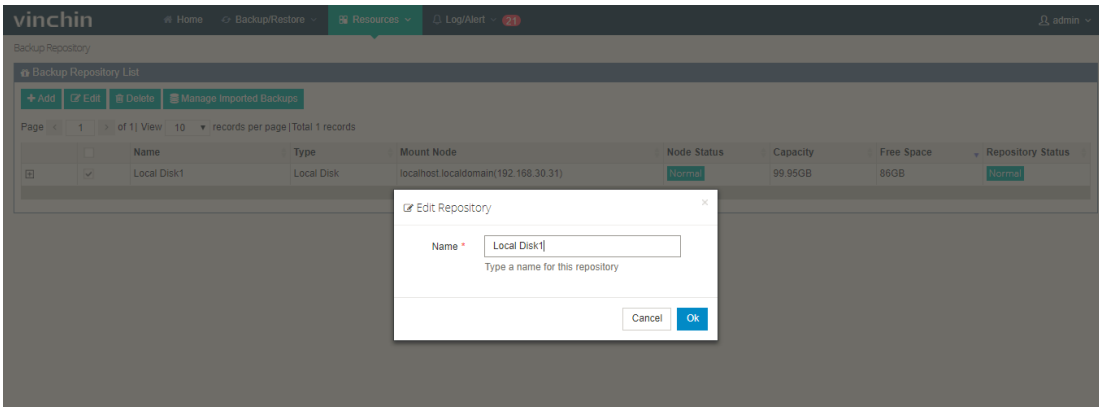 vinchin Home Backup/Restore Resources Log/Alert 21 admin
Backup Repository
Backup Repository List
Add Edit Delete Manage Imported Backups
Page 1 of 1| View 10 records per page |Total 1 records
Name Type Mount Node Node Status Capacity Free Space Repository Status
Local Disk1 Local Disk localhost.localdomain(192.168.30.31) Normal 99.95GB 86GB Normal
Edit Repository
Name * Local Disk1
Type a name for this repository
Cancel Ok